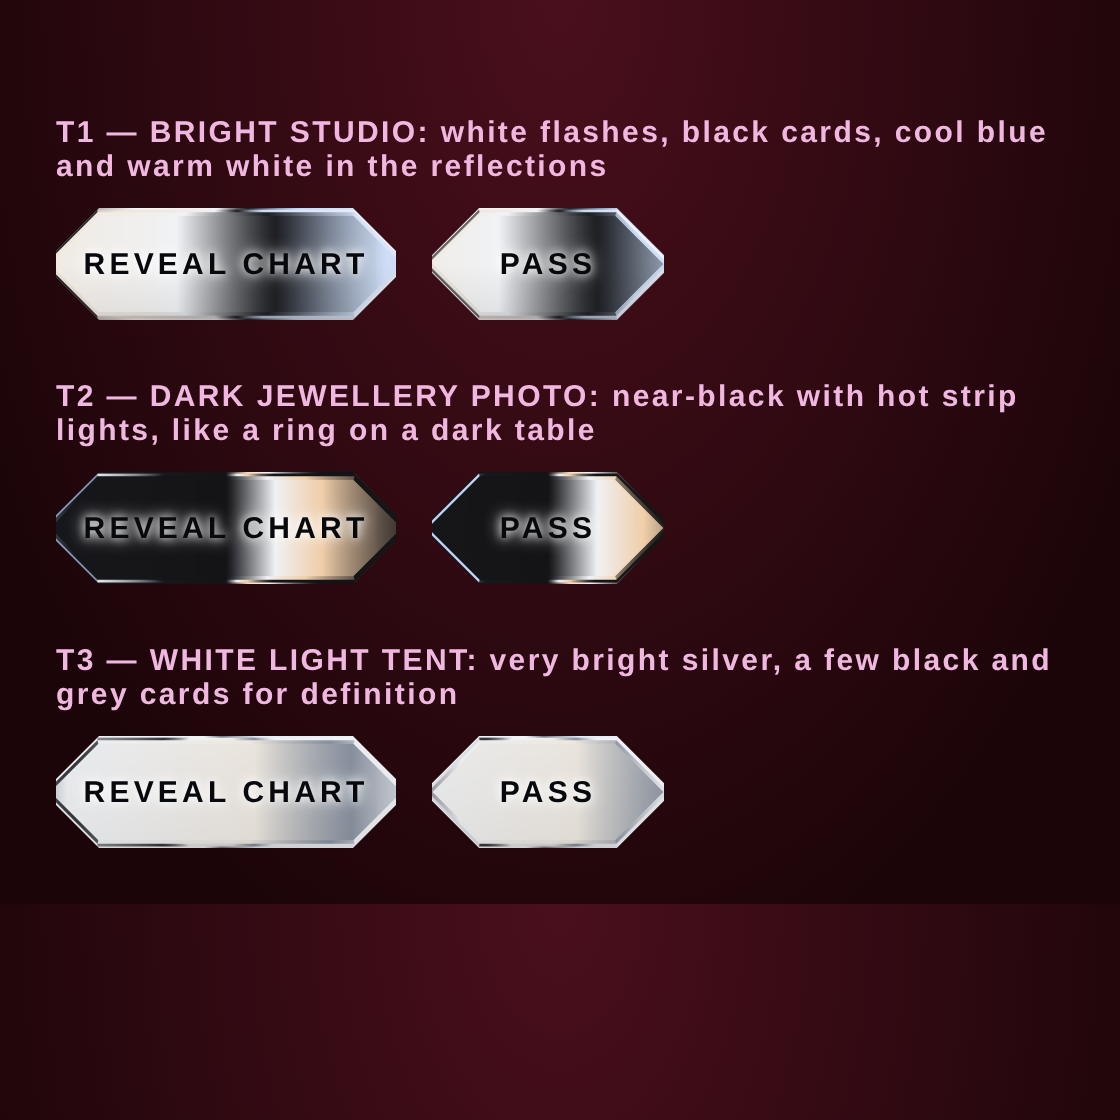 T1 — BRIGHT STUDIO: white flashes, black cards, cool blue
and warm white in the reflections
REVEAL CHART PASS
T2 — DARK JEWELLERY PHOTO: near-black with hot strip
lights, like a ring on a dark table
REVEAL CHART PASS
T3 — WHITE LIGHT TENT: very bright silver, a few black and
grey cards for definition
REVEAL CHART PASS